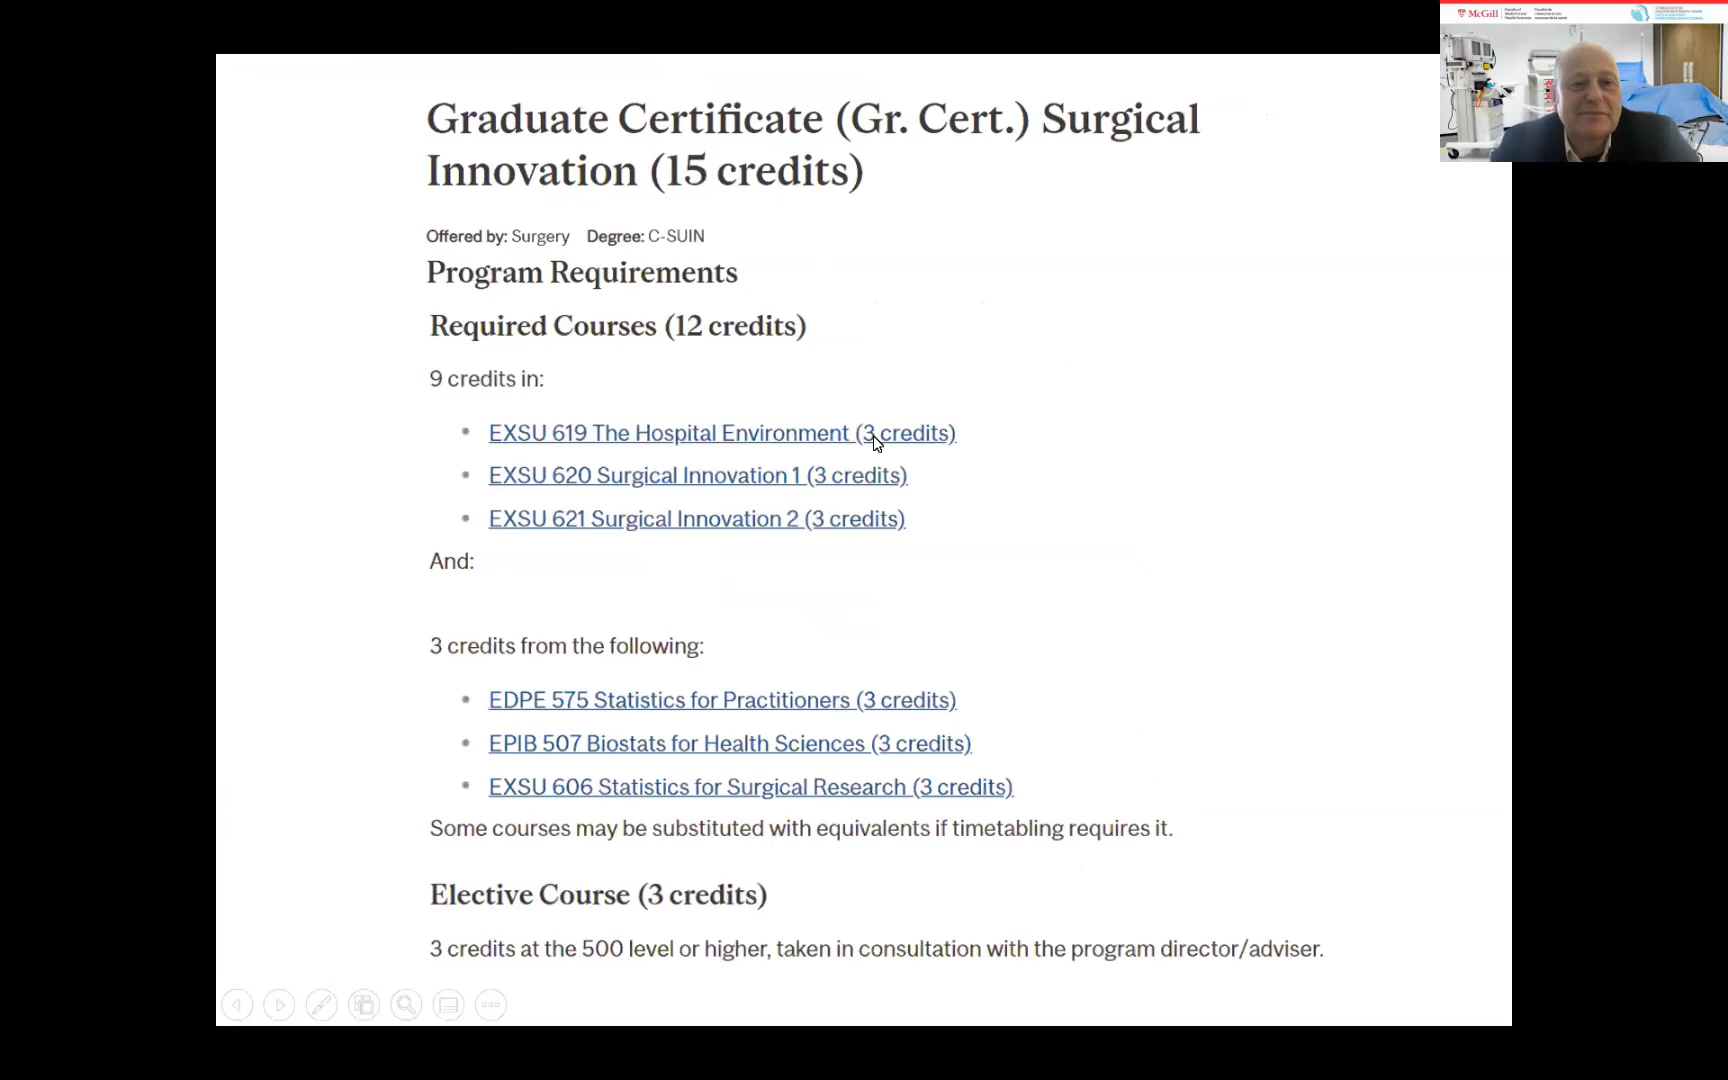 McGill
Graduate Certificate (Gr. Cert.) Surgical
Innovation (15 credits)
Offered by: Surgery Degree: C-SUIN
Program Requirements
Required Courses (12 credits)
9 credits in:
EXSU 619 The Hospital Environment (3 credits)
EXSU 620 Surgical Innovation 1 (3 credits)
EXSU 621 Surgical Innovation 2 (3 credits)
And:
3 credits from the following:
EDPE 575 Statistics for Practitioners (3 credits)
EPIB 507 Biostats for Health Sciences (3 credits)
EXSU 606 Statistics for Surgical Research (3 credits)
Some courses may be substituted with equivalents if timetabling requires it.
Elective Course (3 credits)
3 credits at the 500 level or higher, taken in consultation with the program director/adviser.